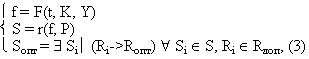 f = F(t, K, Y)
S = r(f, P)
Sопт = ∃ Si| (Ri->Rопт) ∀ Si ∈ S, Ri ∈ Rдоп, (3)